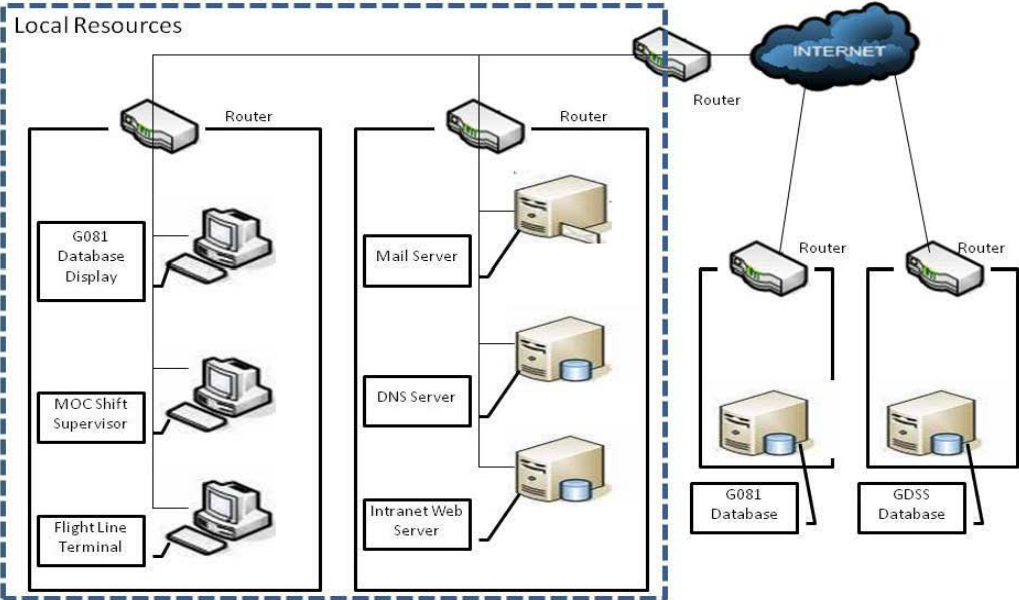 Local Resources
INTERNET
Router
Router
Router
G081
Database
Display
Mail Server
Router
Router
MOC Shift
Supervisor
DNS Server
Flight Line
Terminal
Intranet Web
Server
G081
Database
GDSS
Database